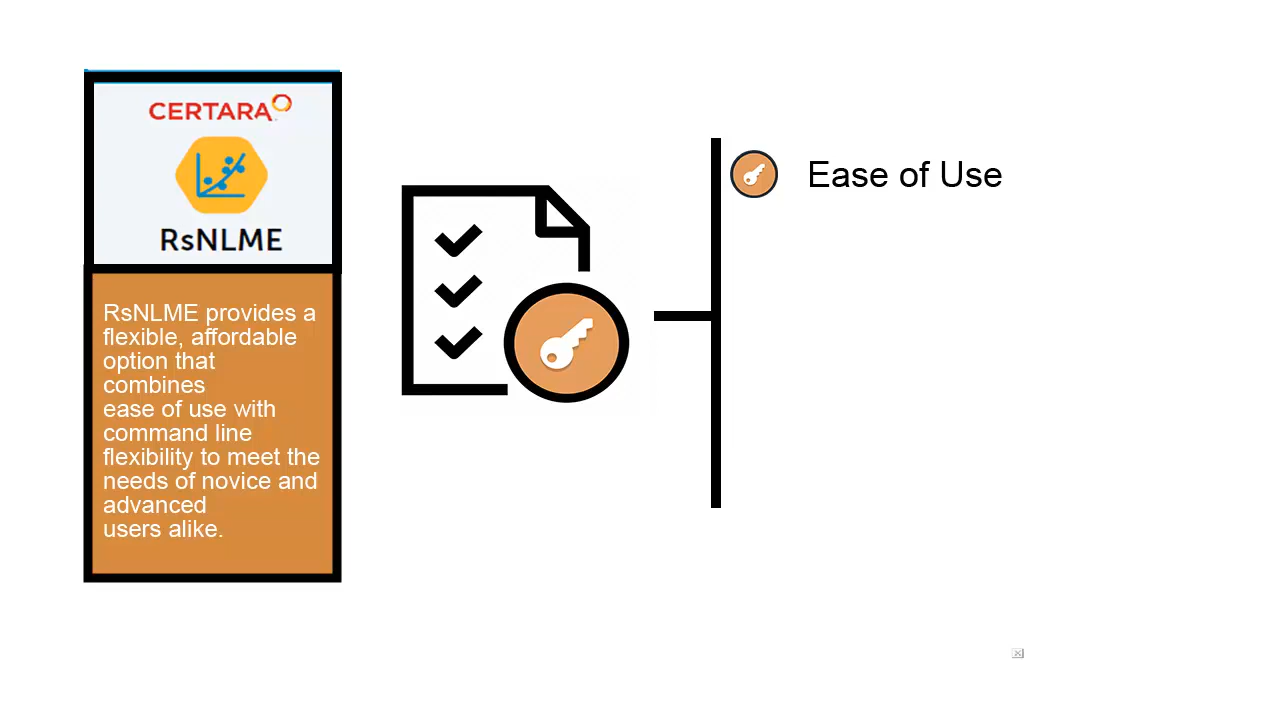 CERTARA
RsNLME
RsNLME provides a
flexible, affordable
option that
combines
ease of use with
command line
flexibility to meet the
needs of novice and
advanced
users alike.
Ease of Use